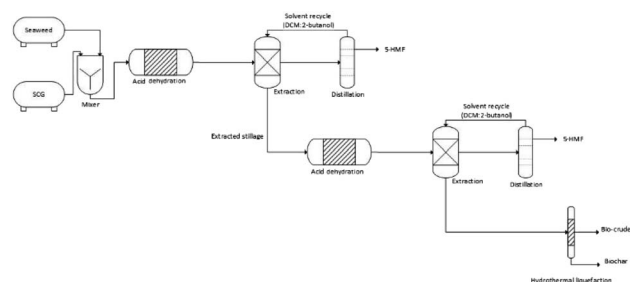 Solvent recycle
(DCM:2-butanol)
Seaweed
5-HMF
SCG
Mixer
Acid dehydration
Extraction
Distillation
Solvent recycle
(DCM:2-butanol)
Extracted stillage
5-HMF
Acid dehydration
Extraction
Distillation
Bio-crude
Biochar
Hydrothermal liquefaction